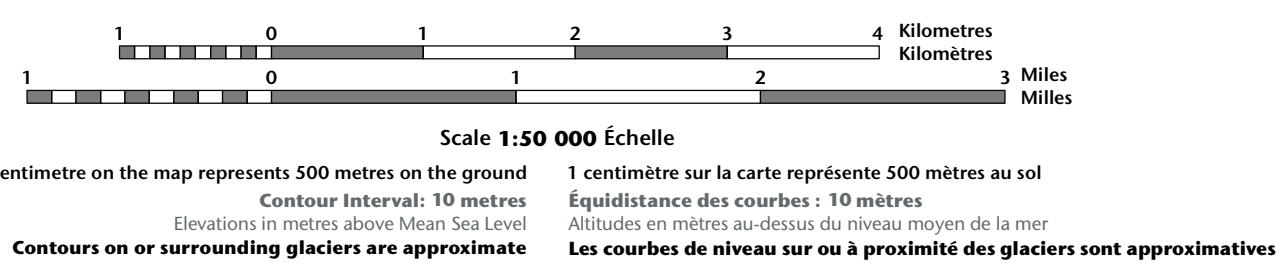 1 0 1 2 3 4 Kilometres
Kilomètres
1 0 1 2 3 Miles
Milles
Scale 1:50 000 Échelle
entimetre on the map represents 500 metres on the ground
1 centimètre sur la carte représente 500 mètres au sol
Contour Interval: 10 metres
Équidistance des courbes : 10 mètres
Elevations in metres above Mean Sea Level
Altitudes en mètres au-dessus du niveau moyen de la mer
Contours on or surrounding glaciers are approximate
Les courbes de niveau sur ou à proximité des glaciers sont approximatives